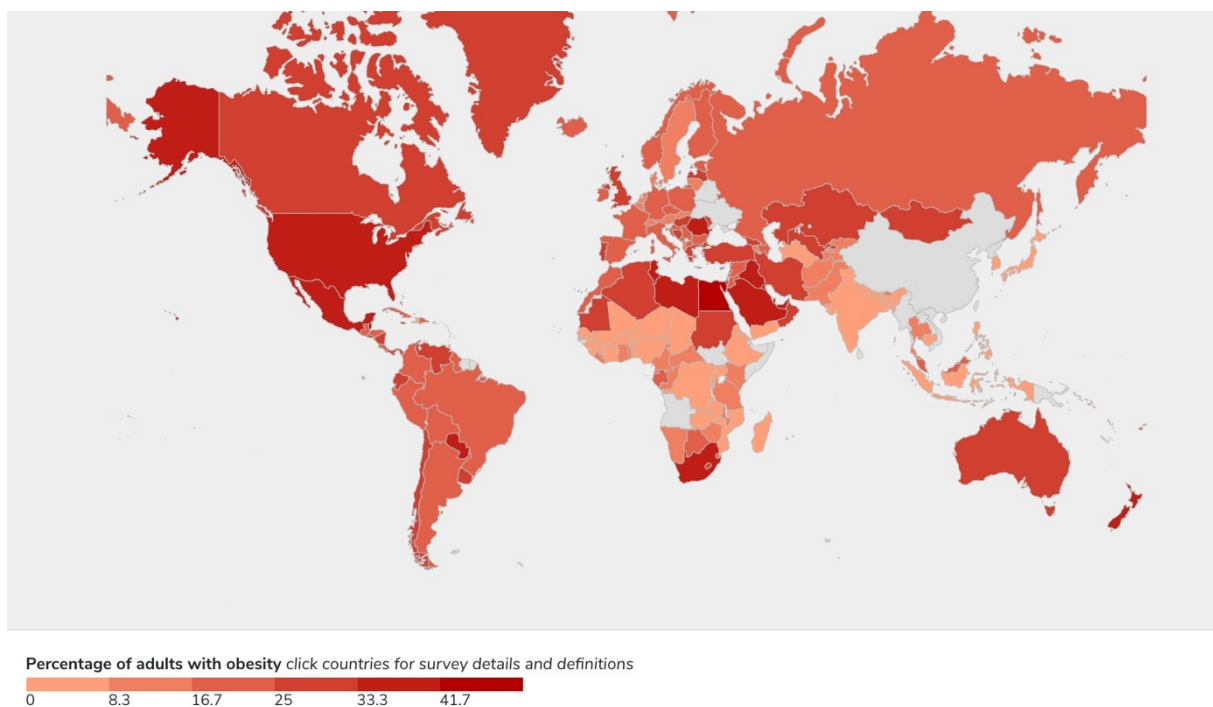 Percentage of adults with obesity click countries for survey details and definitions
0 8.3 16.7 25 33.3 41.7